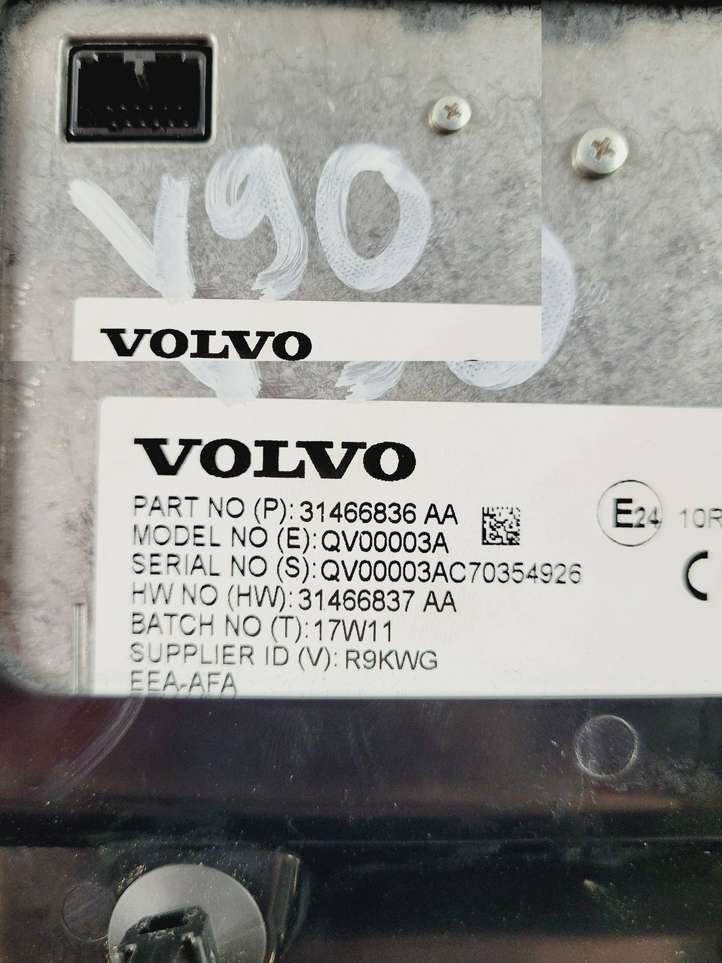 V90
VOLVO
VOLVO
PART NO (P): 31466836 AA
MODEL NO (E): QV00003A
SERIAL NO (S): QV00003AC70354926
HW NO (HW): 31466837 AA
BATCH NO (T): 17W11
SUPPLIER ID (V): R9KWG
EEA-AFA
E24 10R